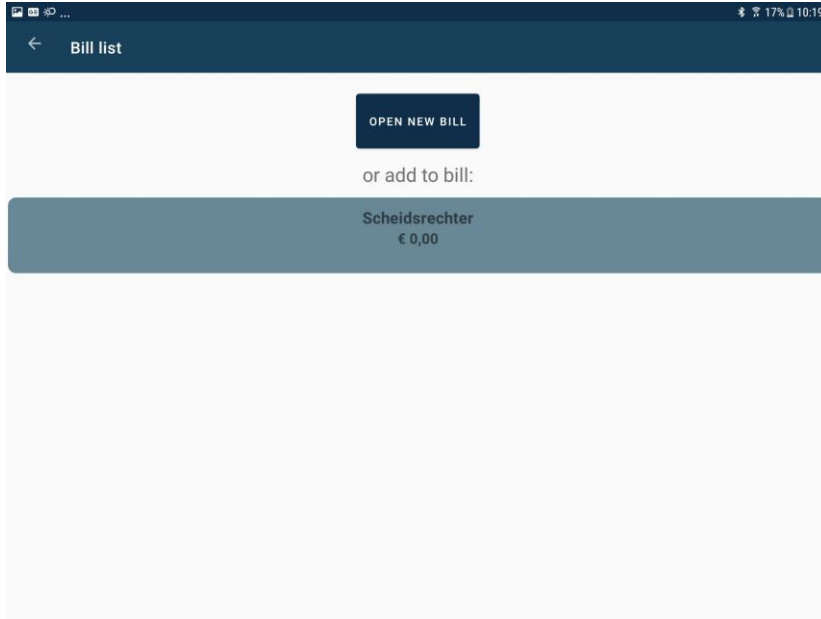 ...
17% 10:19
Bill list
OPEN NEW BILL
or add to bill:
Scheidsrechter
€ 0,00